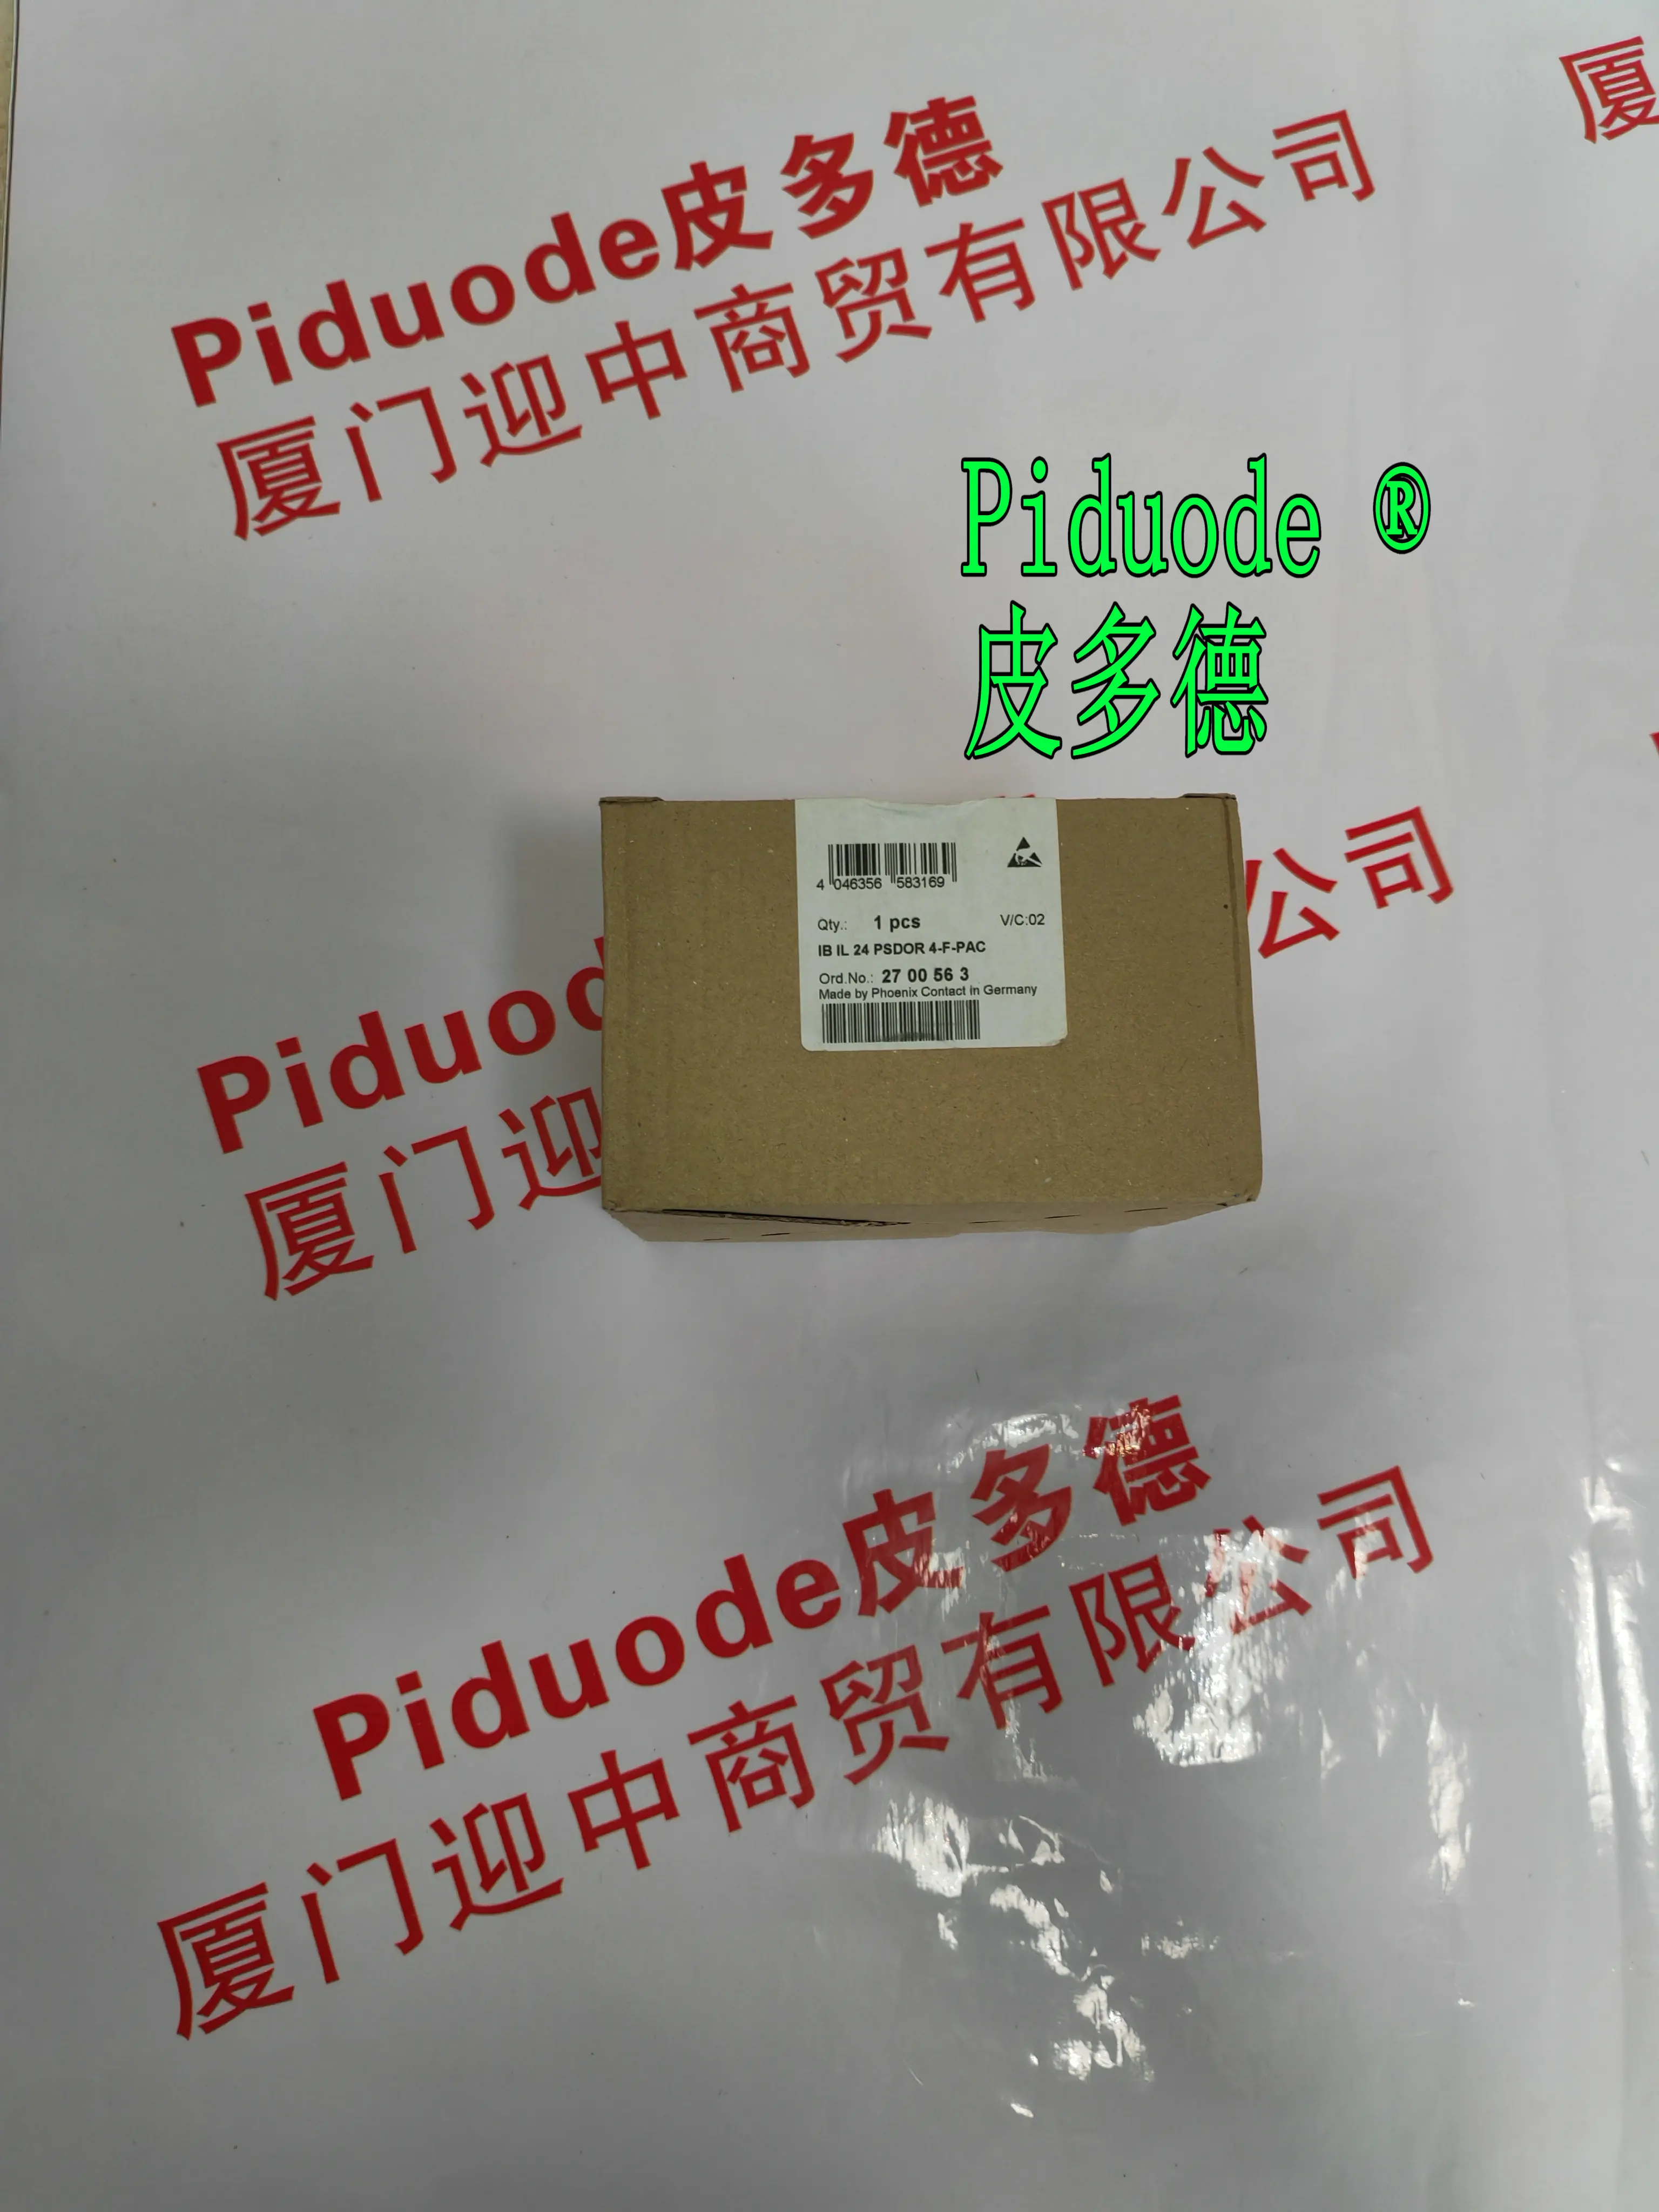 厦
Piduode皮多德
厦门迎中商贸有限公司
Piduode ®
皮多德
4 046356 583169
Qty.: 1 pcs V/C:02
IB IL 24 PSDOR 4-F-PAC
Ord.No.: 27 00 56 3
Made by Phoenix Contact in Germany
Piduod
厦门迎
公司
Piduode皮多德
厦门迎中商贸有限公司